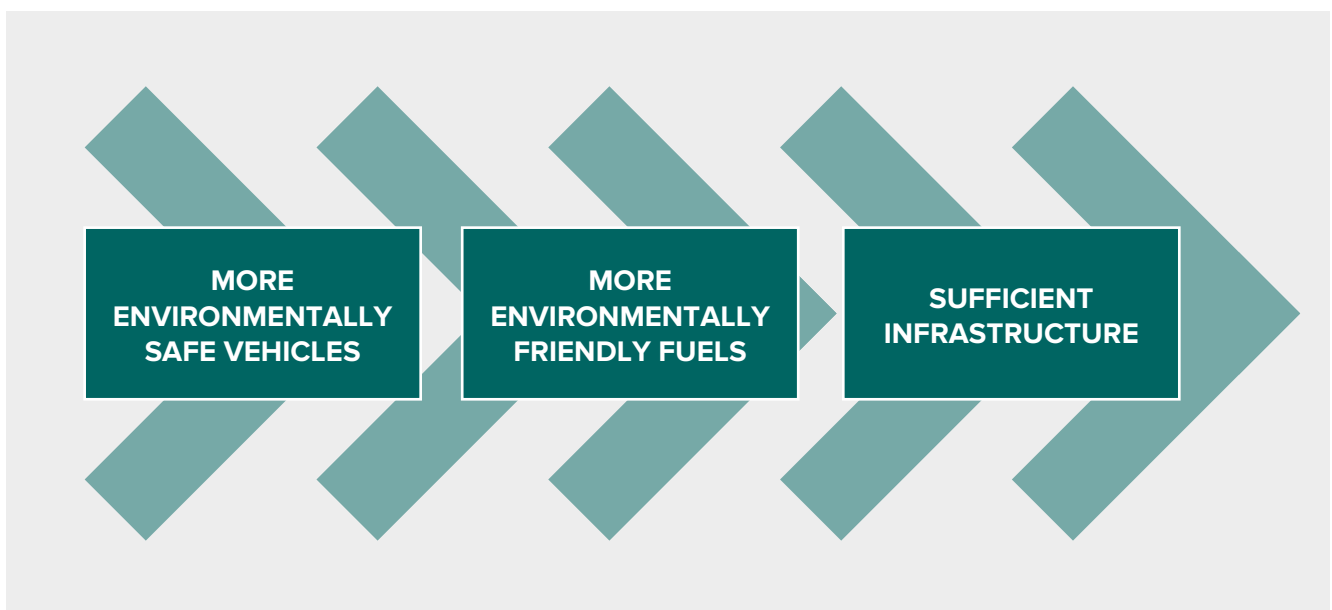 MORE
ENVIRONMENTALLY
SAFE VEHICLES
MORE
ENVIRONMENTALLY
FRIENDLY FUELS
SUFFICIENT
INFRASTRUCTURE